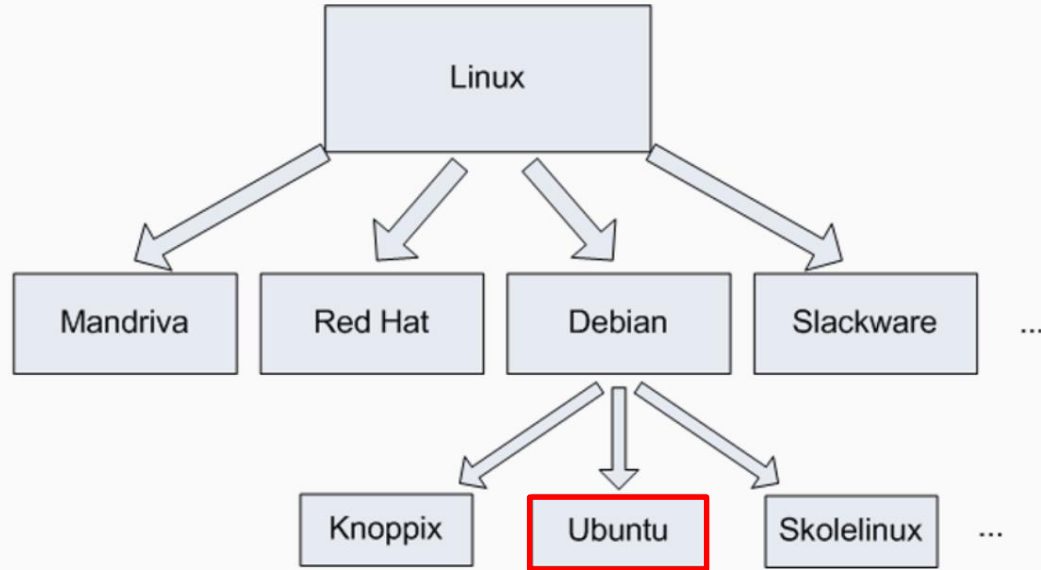 Linux
Mandriva
Red Hat
Debian
Slackware
...
Knoppix
Ubuntu
Skolelinux
...